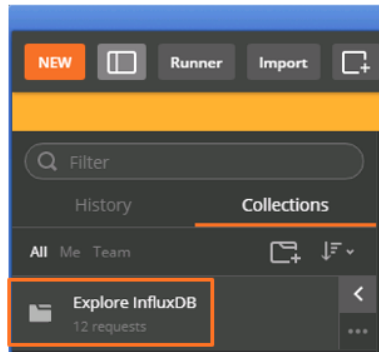 NEW Runner Import
Filter
History Collections
All Me Team
Explore InfluxDB
12 requests